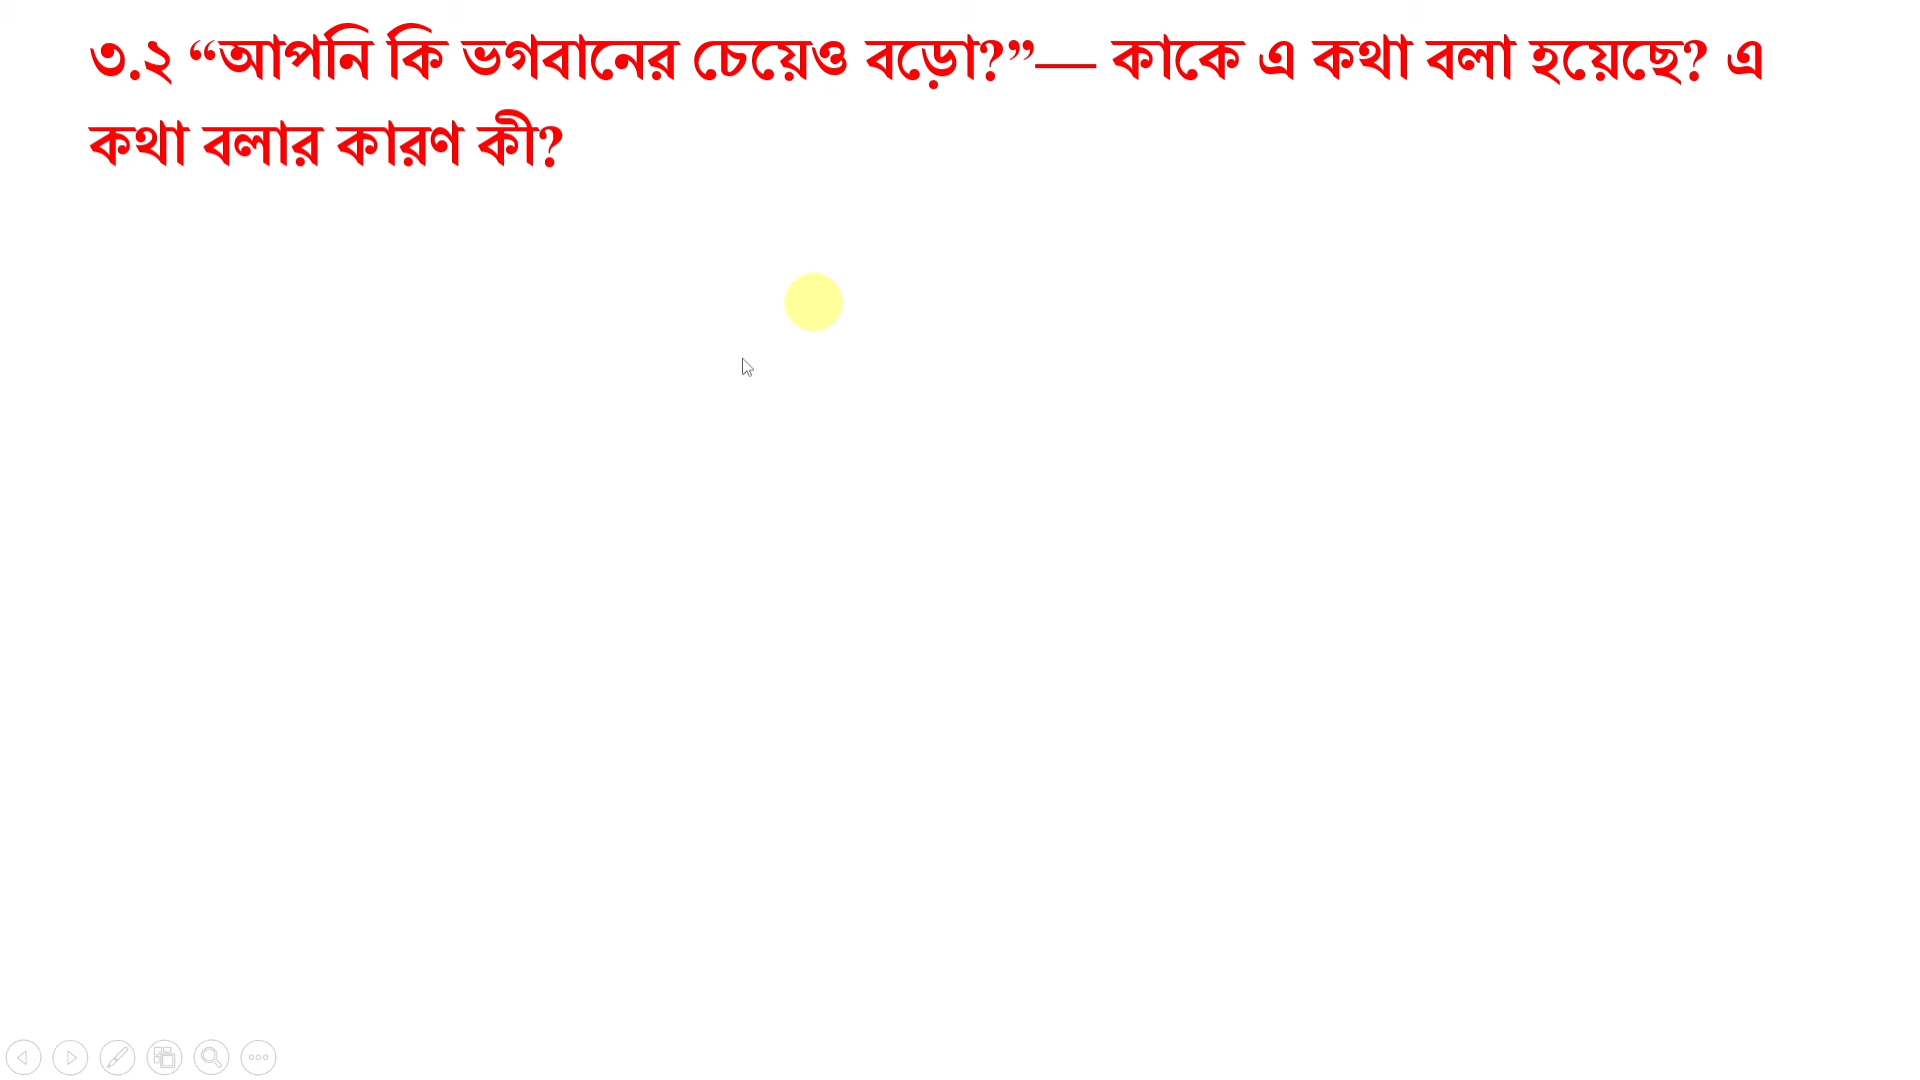 ৩.২ “আপনি কি ভগবানের চেয়েও বড়ো?”— কাকে এ কথা বলা হয়েছে? এ
কথা বলার কারণ কী?